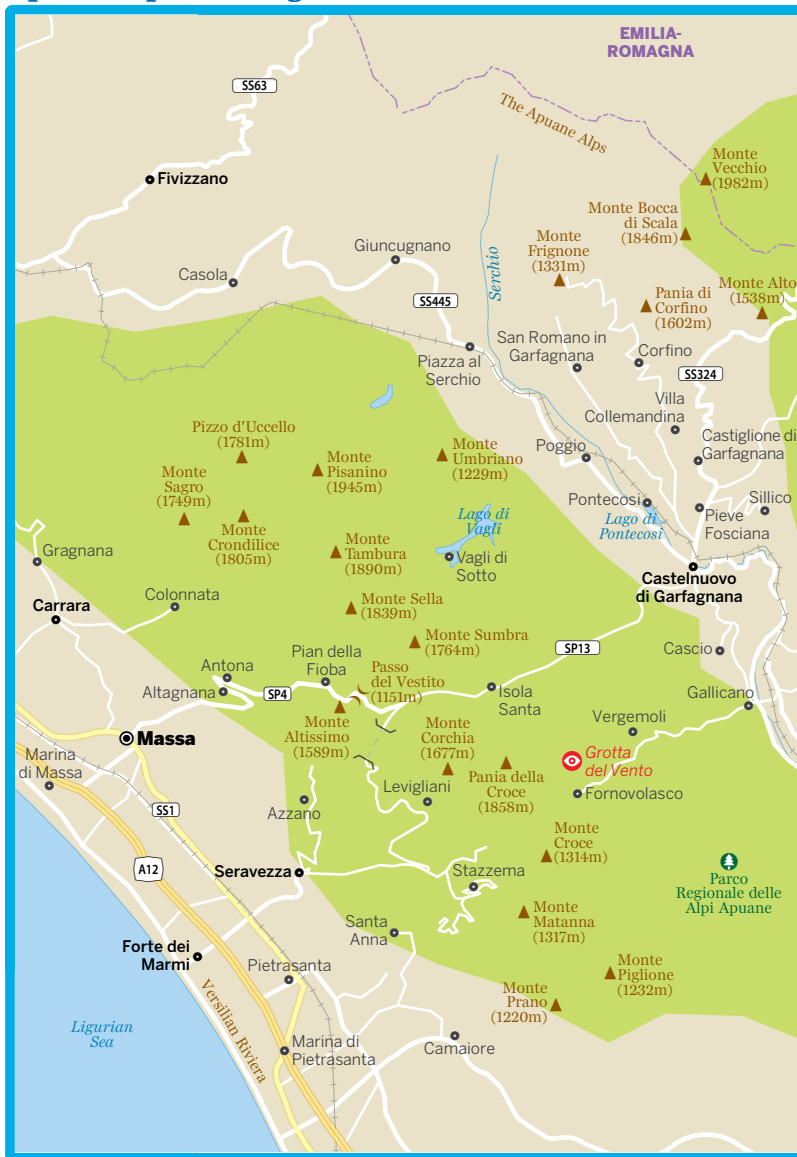 EMILIA-
ROMAGNA
SS63
The Apuane Alps
Monte
Vecchio
(1982m)
Fivizzano
Monte Bocca
di Scala
(1846m)
Giuncugnano
Monte
Frignone
(1331m)
Serchio
Casola
Monte Alto
(1538m)
Pania di
Corfino
(1602m)
SS445
San Romano in
Garfagnana
Corfino
Piazza al
Serchio
SS324
Villa
Collemandina
Pizzo d'Uccello
(1781m)
Monte
Umbriano
(1229m)
Castiglione di
Garfagnana
Poggio
Monte
Pisanino
(1945m)
Monte
Sagro
(1749m)
Pontecosi
Sillico
Lago di
Vagli
Lago di
Pontecosi
Pieve
Fosciana
Monte
Crondilice
(1805m)
Monte
Tambura
(1890m)
Gragnana
Vagli di
Sotto
Castelnuovo
di Garfagnana
Colonnata
Carrara
Monte Sella
(1839m)
Monte Sumbra
(1764m)
SP13
Cascio
Pian della
Fioba
Antona
Passo
del Vestito
(1151m)
Altagnana
SP4
Isola
Santa
Gallicano
Monte
Altissimo
(1589m)
Monte
Corchia
(1677m)
Vergemoli
Massa
Grotta
del Vento
Marina
di Massa
Pania della
Croce
(1858m)
Levigliani
Fornovolasco
SS1
Azzano
Monte
Croce
(1314m)
A12
Seravezza
Stazzema
Parco
Regionale delle
Alpi Apuane
Monte
Matanna
(1317m)
Santa
Anna
Forte dei
Marmi
Pietrasanta
Monte
Piglione
(1232m)
Monte
Prano
(1220m)
Versilian Riviera
Ligurian
Sea
Marina di
Pietrasanta
Camaiore